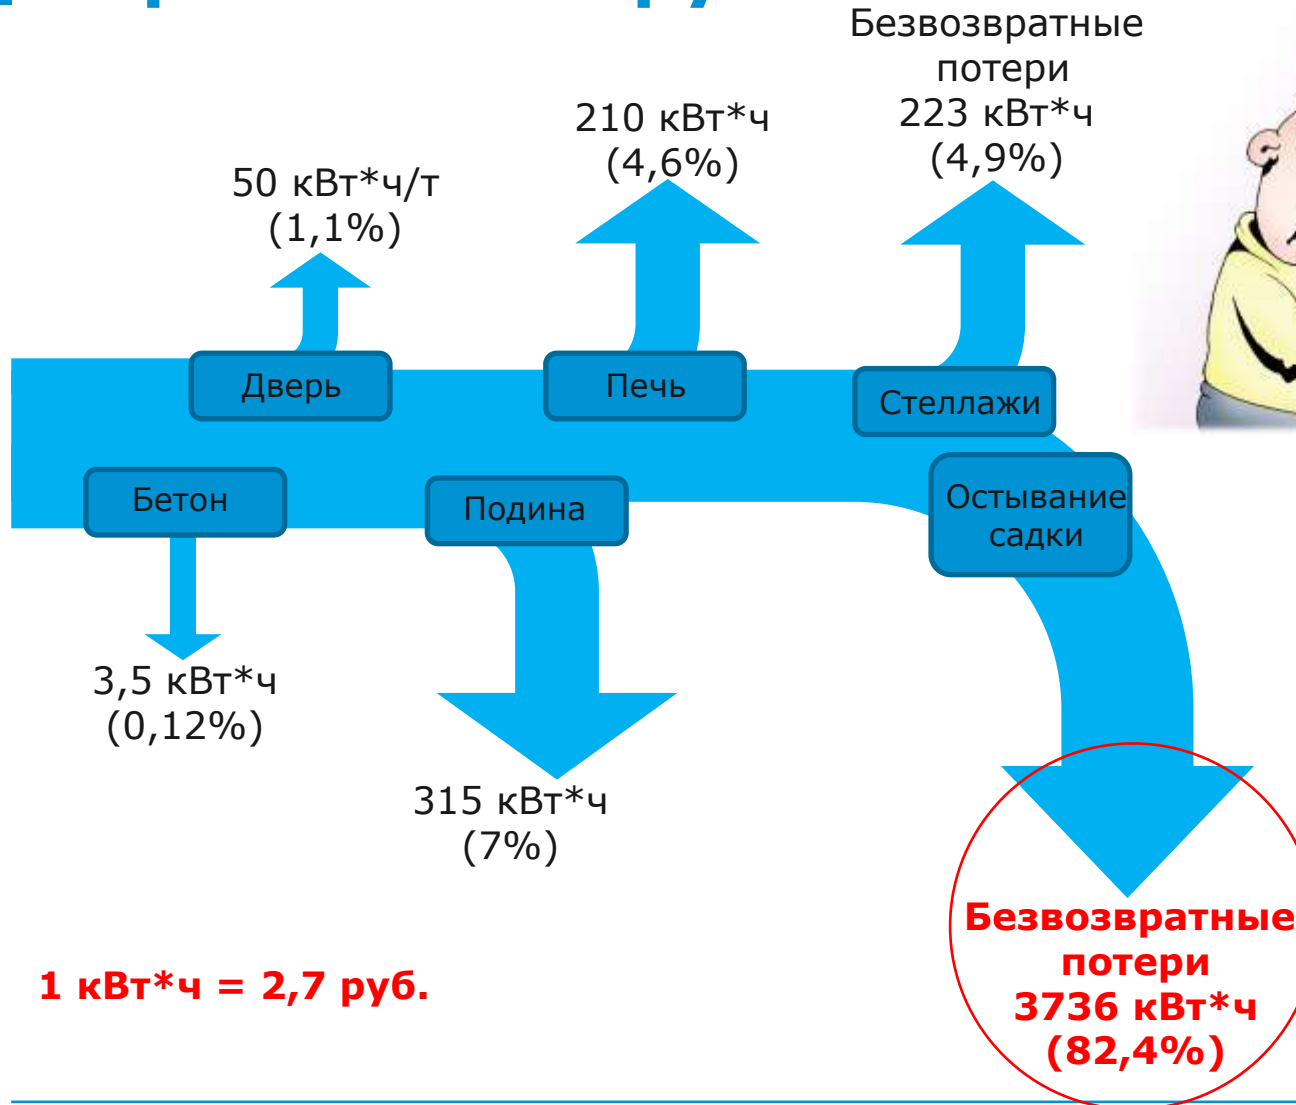 Безвозвратные
потери
223 кВт*ч
(4,9%)
210 кВт*ч
(4,6%)
50 кВт*ч/т
(1,1%)
Дверь
Печь
Стеллажи
Бетон
Подина
Остывание
садки
3,5 кВт*ч
(0,12%)
315 кВт*ч
(7%)
Безвозвратные
потери
3736 кВт*ч
(82,4%)
1 кВт*ч = 2,7 руб.